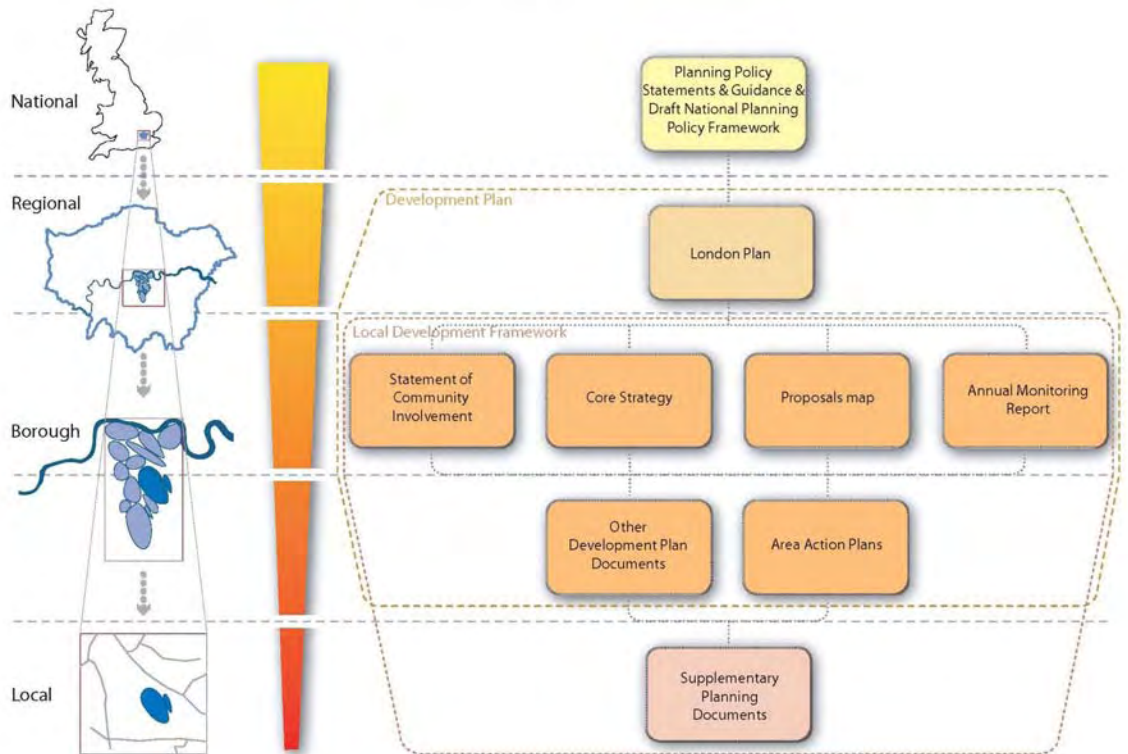 National
Planning Policy
Statements & Guidance &
Draft National Planning
Policy Framework
Regional
Development Plan
London Plan
Local Development Framework
Statement of
Community
Involvement
Core Strategy
Proposals map
Annual Monitoring
Report
Borough
Other
Development Plan
Documents
Area Action Plans
Local
Supplementary
Planning
Documents